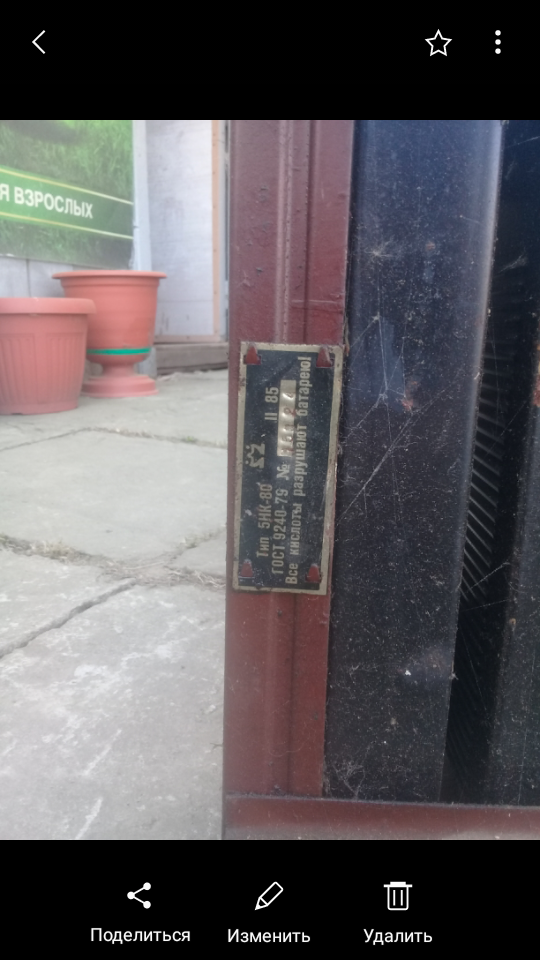 Я ВЗРОСЛЫХ
Тип 5НК-80 II 85
ГОСТ 9240-79 №
Все кислоты разрушают батарею!
Поделиться
Изменить
Удалить